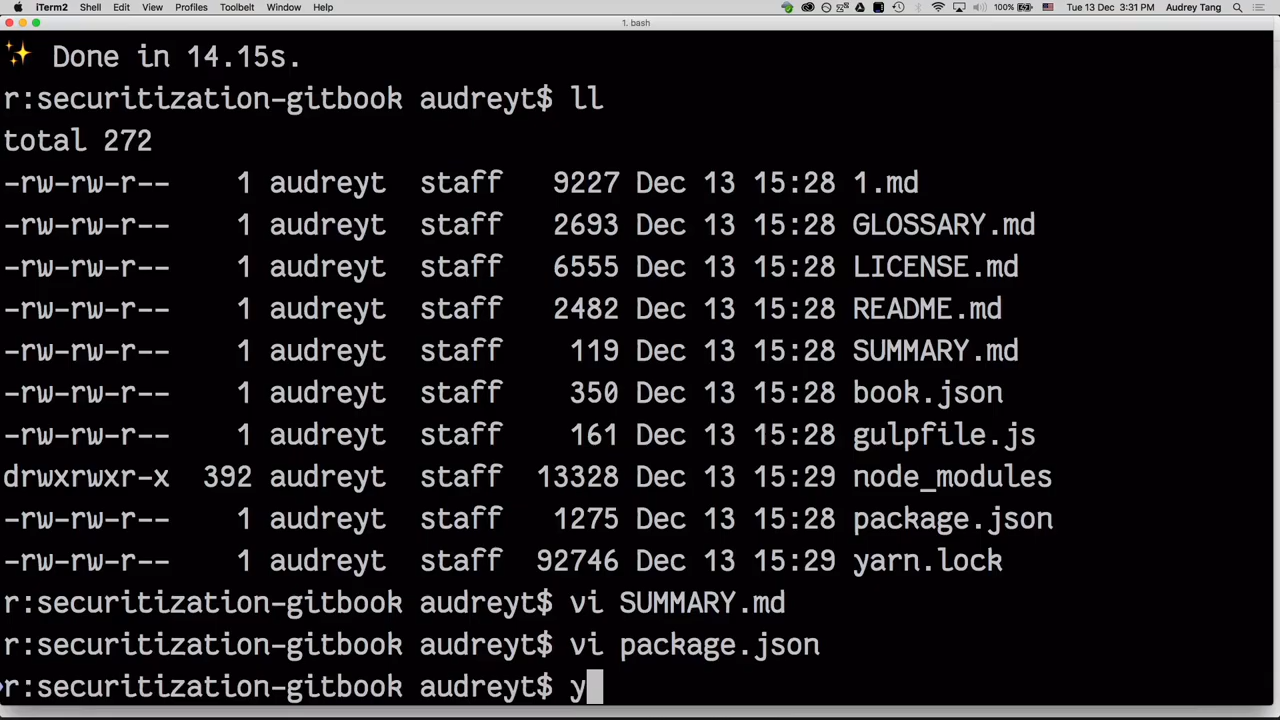 iTerm2 Shell Edit View Profiles Toolbelt Window Help 100% Tue 13 Dec 3:31 PM Audrey Tang
1. bash
✨ Done in 14.15s.
r:securitization-gitbook audreyt$ ll
total 272
-rw-rw-r-- 1 audreyt staff 9227 Dec 13 15:28 1.md
-rw-rw-r-- 1 audreyt staff 2693 Dec 13 15:28 GLOSSARY.md
-rw-rw-r-- 1 audreyt staff 6555 Dec 13 15:28 LICENSE.md
-rw-rw-r-- 1 audreyt staff 2482 Dec 13 15:28 README.md
-rw-rw-r-- 1 audreyt staff 119 Dec 13 15:28 SUMMARY.md
-rw-rw-r-- 1 audreyt staff 350 Dec 13 15:28 book.json
-rw-rw-r-- 1 audreyt staff 161 Dec 13 15:28 gulpfile.js
drwxrwxr-x 392 audreyt staff 13328 Dec 13 15:29 node_modules
-rw-rw-r-- 1 audreyt staff 1275 Dec 13 15:28 package.json
-rw-rw-r-- 1 audreyt staff 92746 Dec 13 15:29 yarn.lock
r:securitization-gitbook audreyt$ vi SUMMARY.md
r:securitization-gitbook audreyt$ vi package.json
r:securitization-gitbook audreyt$ y